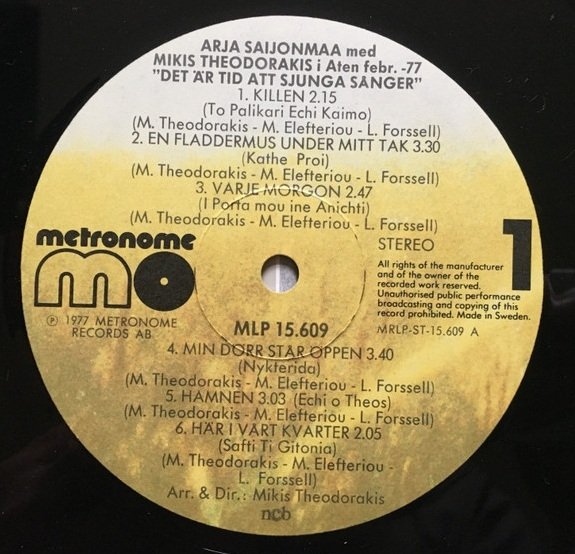 ARJA SAIJONMAA med
MIKIS THEODORAKIS i Aten febr. -77
"DET ÄR TID ATT SJUNGA SÅNGER"
1. KILLEN 2.15
(To Palikari Echi Kaimo)
(M. Theodorakis - M. Elefteriou - L. Forssell)
2. EN FLADDERMUS UNDER MITT TAK 3.30
(Kathe Proi)
(M. Theodorakis - M. Elefteriou - L. Forssell)
3. VARJE MORGON 2.47
(I Porta mou ine Anichti)
(M. Theodorakis - M. Elefteriou - L. Forssell)
metronome
mo
STEREO
1
All rights of the manufacturer
and of the owner of the
recorded work reserved.
Unauthorised public performance
broadcasting and copying of this
record prohibited. Made in Sweden.
℗ 1977 METRONOME
RECORDS AB
MLP 15.609
MRLP-ST-15.609 A
4. MIN DÖRR STÅR ÖPPEN 3.40
(Nykterida)
(M. Theodorakis - M. Elefteriou - L. Forssell)
5. HAMNEN 3.03 (Echi o Theos)
(M. Theodorakis - M. Elefteriou - L. Forssell)
6. HÄR I VÅRT KVARTER 2.05
(Safti Ti Gitonia)
(M. Theodorakis - M. Elefteriou -
L. Forssell)
Arr. & Dir.: Mikis Theodorakis
ncb